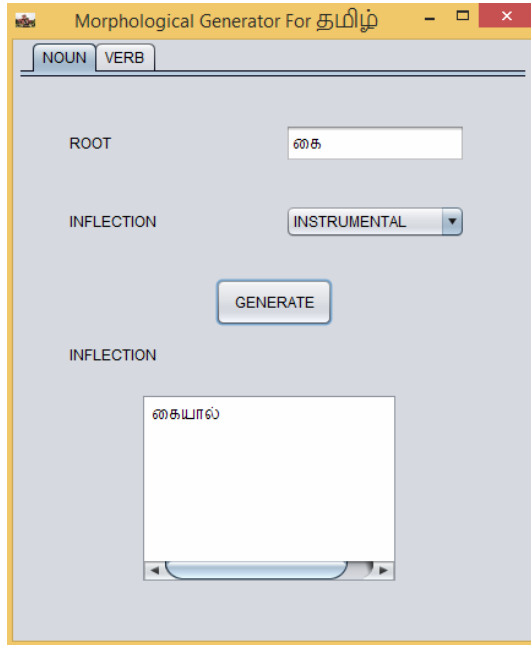 Morphological Generator For தமிழ்
NOUN VERB
ROOT கை
INFLECTION INSTRUMENTAL
GENERATE
INFLECTION
கையால்